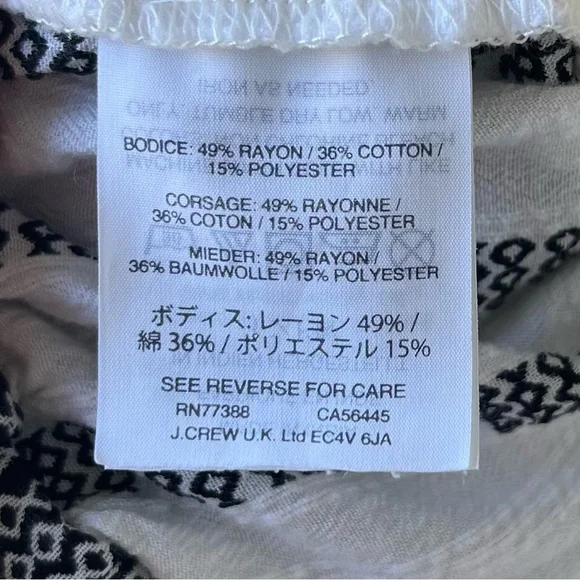 BODICE: 49% RAYON / 36% COTTON /
15% POLYESTER
CORSAGE: 49% RAYONNE /
36% COTON / 15% POLYESTER
MIEDER: 49% RAYON /
36% BAUMWOLLE / 15% POLYESTER
ボディス: レーヨン 49% /
綿 36% / ポリエステル 15%
SEE REVERSE FOR CARE
RN77388 CA56445
J.CREW U.K. Ltd EC4V 6JA